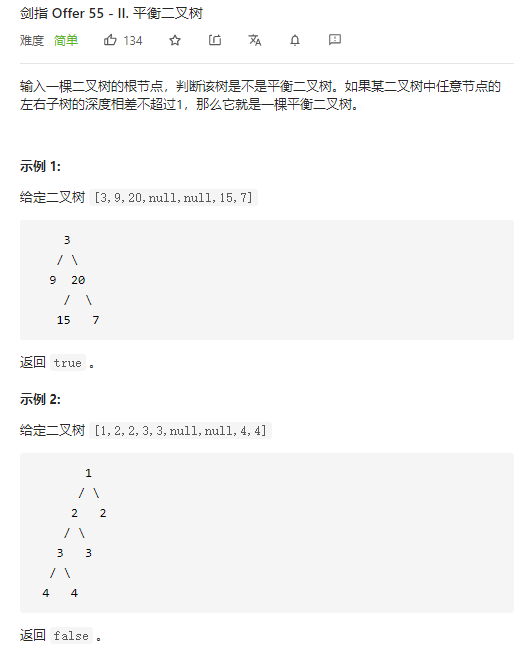 剑指 Offer 55 - II. 平衡二叉树
难度 简单 134
输入一棵二叉树的根节点，判断该树是不是平衡二叉树。如果某二叉树中任意节点的
左右子树的深度相差不超过1，那么它就是一棵平衡二叉树。
示例 1:
给定二叉树 [3,9,20,null,null,15,7]
3
/ \
9 20
/ \
15 7
返回 true 。
示例 2:
给定二叉树 [1,2,2,3,3,null,null,4,4]
1
/ \
2 2
/ \
3 3
/ \
4 4
返回 false 。